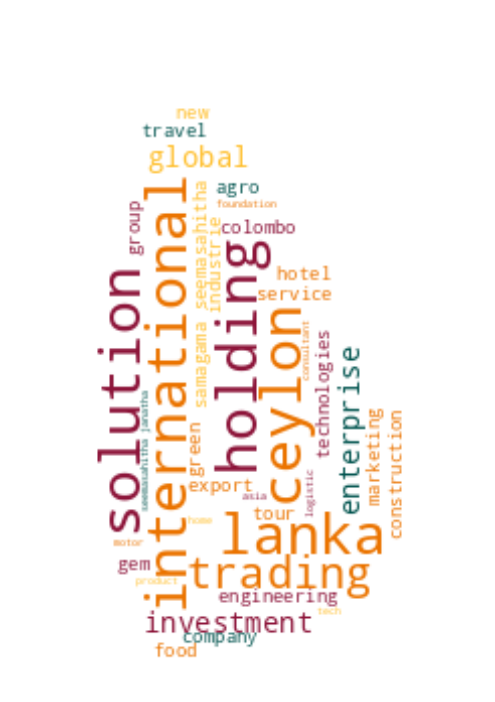 new
travel
global
agro
foundation
group
international
seemasahitha
industrie
colombo
holding
solution
hotel
service
ceylon
samagama
consultant
technologies
enterprise
seemasahitha janatha
green
marketing
construction
export
asia
logistic
tour
home
lanka
motor
gem
trading
product
engineering
tech
investment
company
food